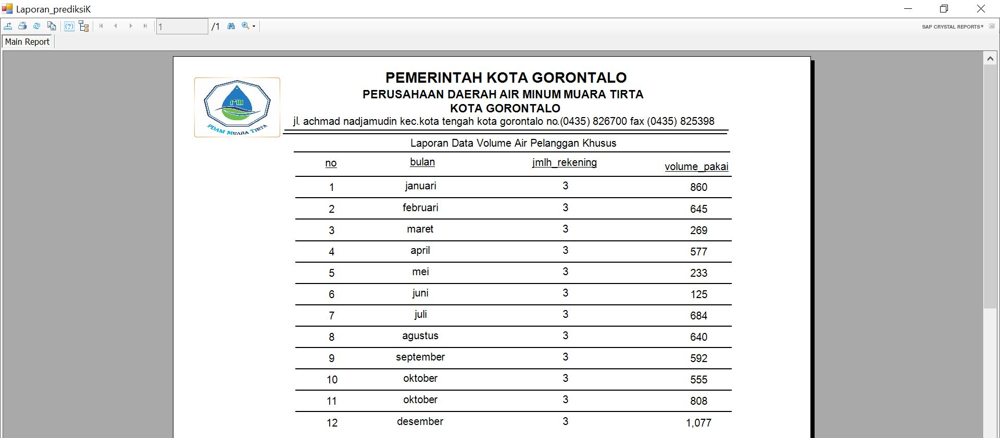 Laporan_prediksiK
1 /1
SAP CRYSTAL REPORTS®
Main Report
PEMERINTAH KOTA GORONTALO
PERUSAHAAN DAERAH AIR MINUM MUARA TIRTA
KOTA GORONTALO
jl. achmad nadjamudin kec.kota tengah kota gorontalo no.(0435) 826700 fax (0435) 825398
PDAM MUARA TIRTA
Laporan Data Volume Air Pelanggan Khusus
no bulan jmlh_rekening volume_pakai
1 januari 3 860
2 februari 3 645
3 maret 3 269
4 april 3 577
5 mei 3 233
6 juni 3 125
7 juli 3 684
8 agustus 3 640
9 september 3 592
10 oktober 3 555
11 oktober 3 808
12 desember 3 1,077